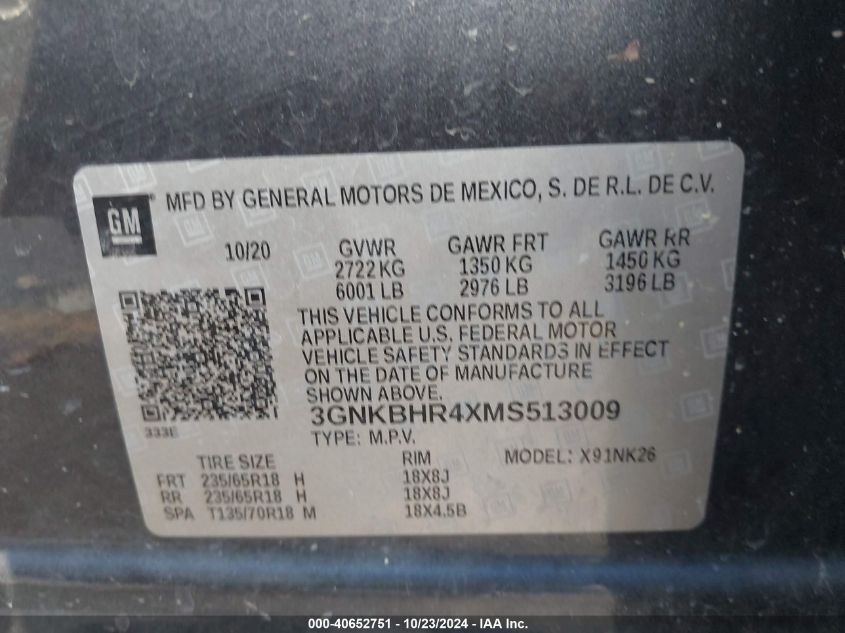 GM
MFD BY GENERAL MOTORS DE MEXICO, S. DE R.L. DE C.V.
10/20 GVWR GAWR FRT GAWR RR
2722 KG 1350 KG 1450 KG
6001 LB 2976 LB 3196 LB
THIS VEHICLE CONFORMS TO ALL
APPLICABLE U.S. FEDERAL MOTOR
VEHICLE SAFETY STANDARDS IN EFFECT
ON THE DATE OF MANUFACTURE
SHOWN ABOVE.
333E
3GNKBHR4XMS513009
TYPE: M.P.V.
TIRE SIZE RIM MODEL: X91NK26
FRT 235/65R18 H 18X8J
RR 235/65R18 H 18X8J
SPA T135/70R18 M 18X4.5B
000-40652751 - 10/23/2024 - IAA Inc.